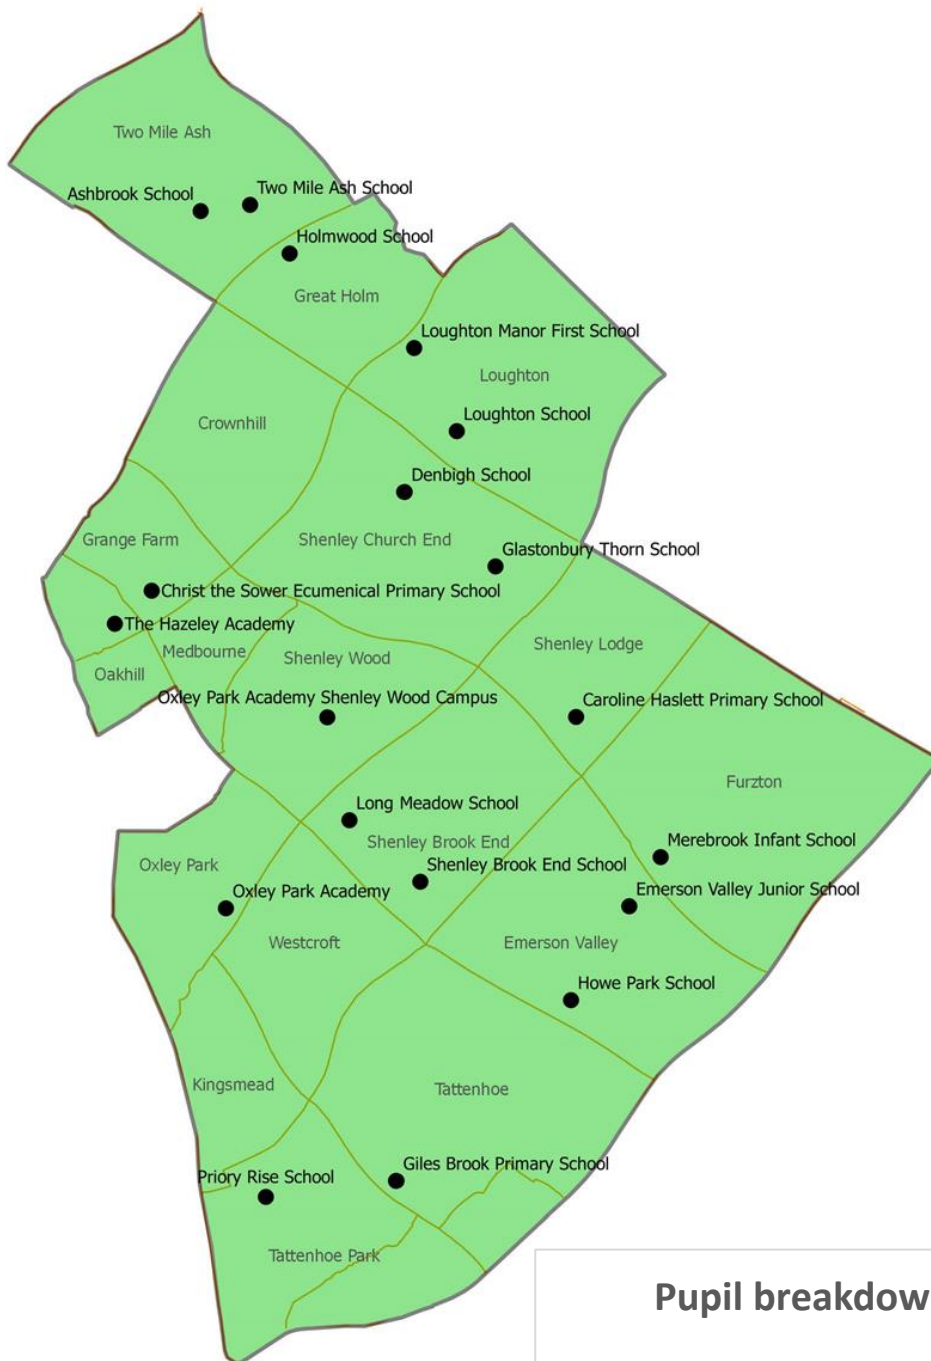 Two Mile Ash
Two Mile Ash School
Ashbrook School
Holmwood School
Great Holm
Loughton Manor First School
Loughton
Loughton School
Crownhill
Denbigh School
Grange Farm
Shenley Church End
Glastonbury Thorn School
Christ the Sower Ecumenical Primary School
The Hazeley Academy
Shenley Lodge
Medbourne
Shenley Wood
Oakhill
Oxley Park Academy Shenley Wood Campus
Caroline Haslett Primary School
Furzton
Long Meadow School
Shenley Brook End
Merebrook Infant School
Oxley Park
Shenley Brook End School
Oxley Park Academy
Emerson Valley Junior School
Westcroft
Emerson Valley
Howe Park School
Kingsmead
Tattenhoe
Giles Brook Primary School
Priory Rise School
Tattenhoe Park
Pupil breakdow